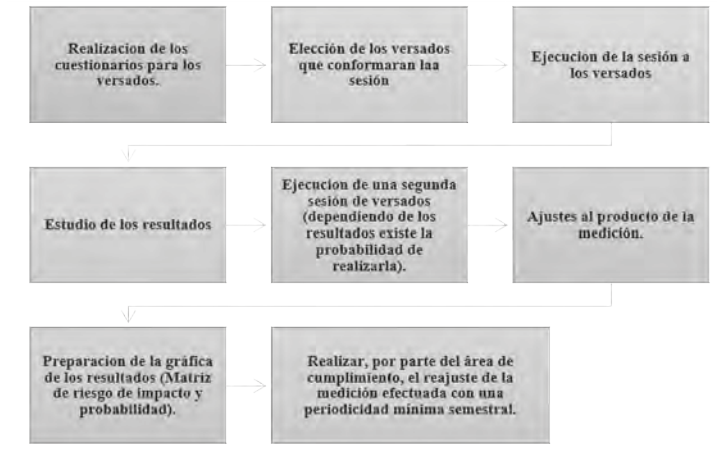 Realizacion de los
cuestionarios para los
versados.
Elección de los versados
que conformaran laa
sesión
Ejecucion de la sesión a
los versados
Estudio de los resultados
Ejecucion de una segunda
sesión de versados
(dependiendo de los
resultados existe la
probabilidad de
realizarla).
Ajustes al producto de la
medición.
Preparacion de la gráfica
de los resultados (Matriz
de riesgo de impacto y
probabilidad).
Realizar, por parte del área de
cumplimiento, el reajuste de la
medición efectuada con una
periodicidad mínima semestral.